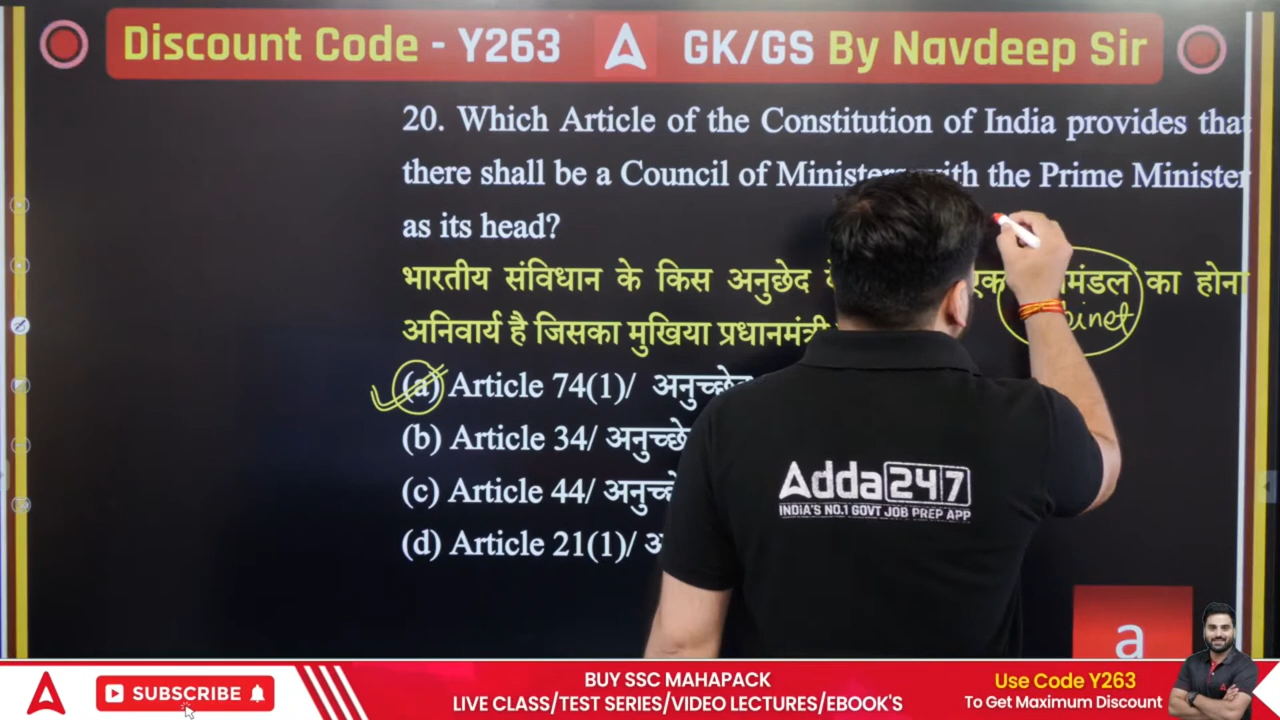 Discount Code - Y263 GK/GS By Navdeep Sir
20. Which Article of the Constitution of India provides that
there shall be a Council of Ministers with the Prime Minister
as its head?
भारतीय संविधान के किस अनुछेद एक मंडल का होना
अनिवार्य है जिसका मुखिया प्रधानमंत्री
(a) Article 74(1)/
(b) Article 34/
(c) Article 44/
(d) Article 21(1)/
Adda247
INDIA'S NO.1 GOVT JOB PREP APP
a
SUBSCRIBE
BUY SSC MAHAPACK
LIVE CLASS/TEST SERIES/VIDEO LECTURES/EBOOK'S
Use Code Y263
To Get Maximum Discount